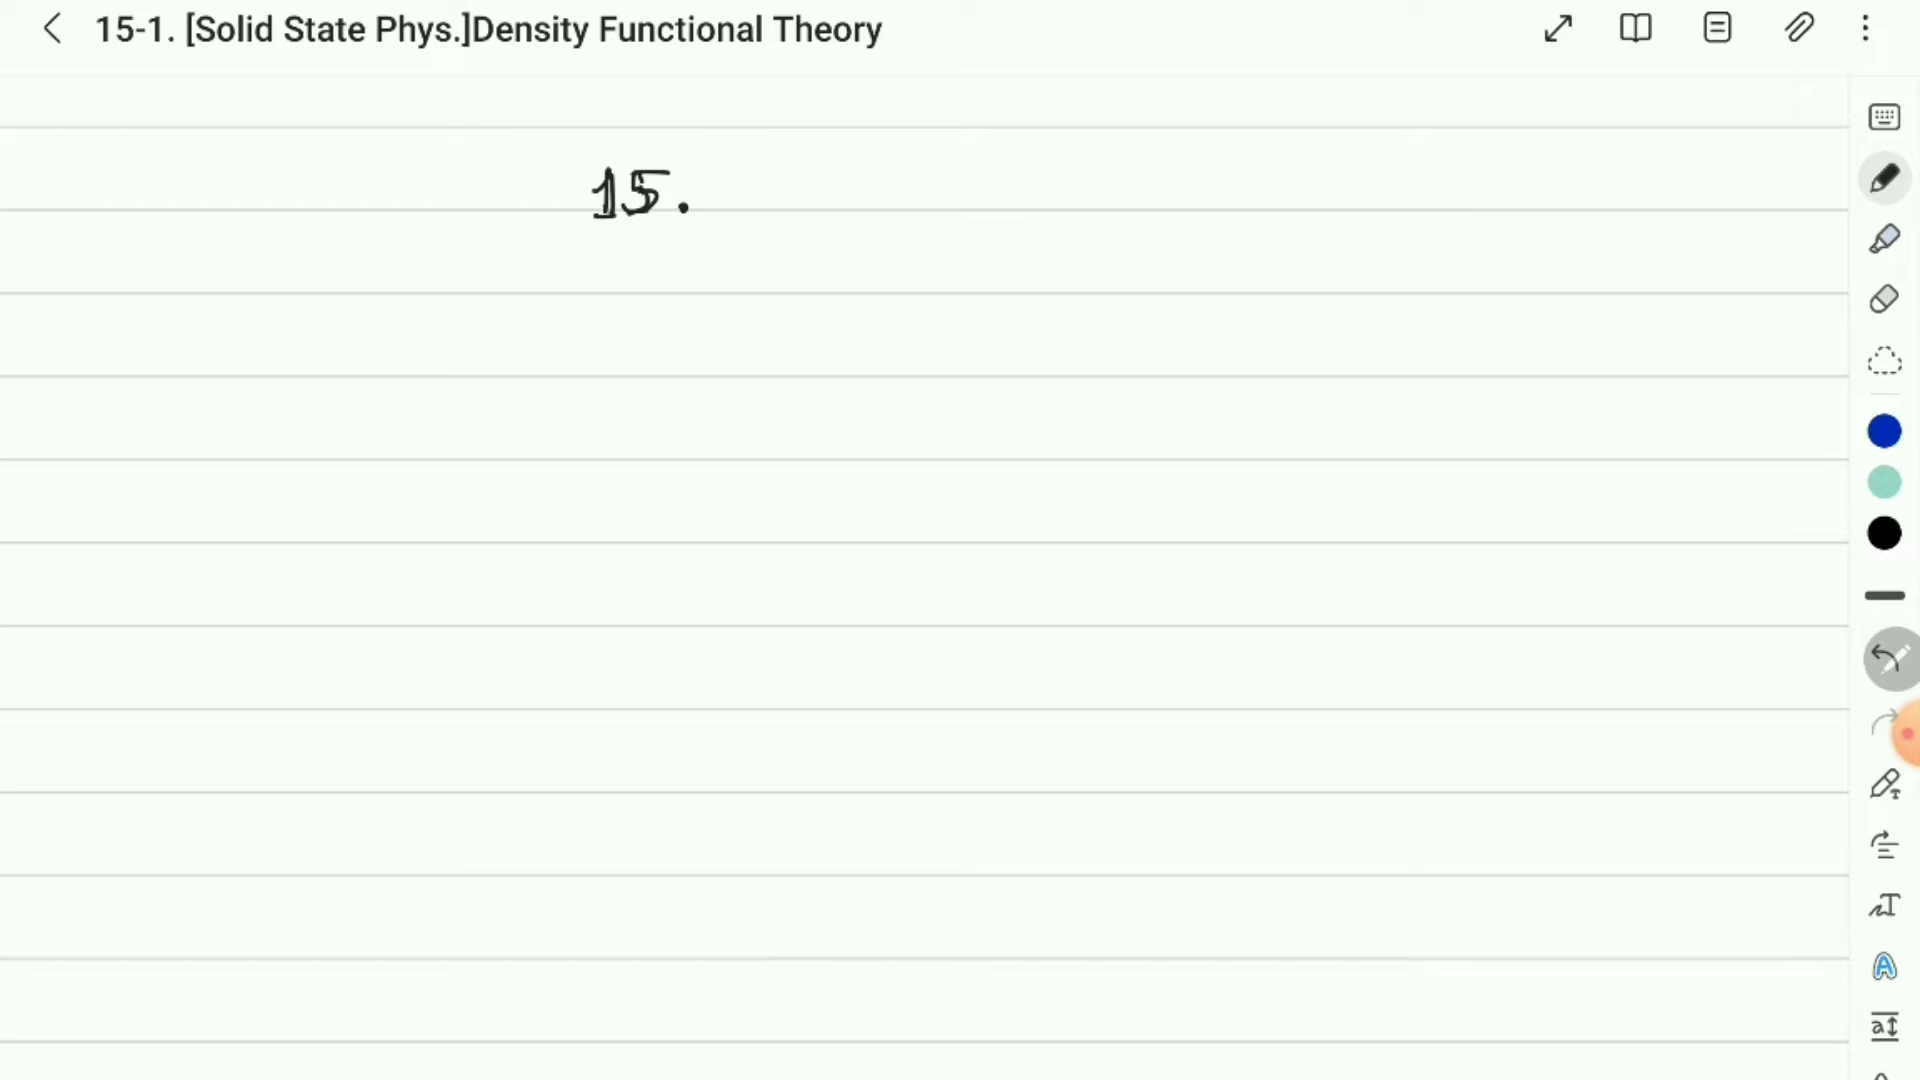 15-1. [Solid State Phys.]Density Functional Theory
15.